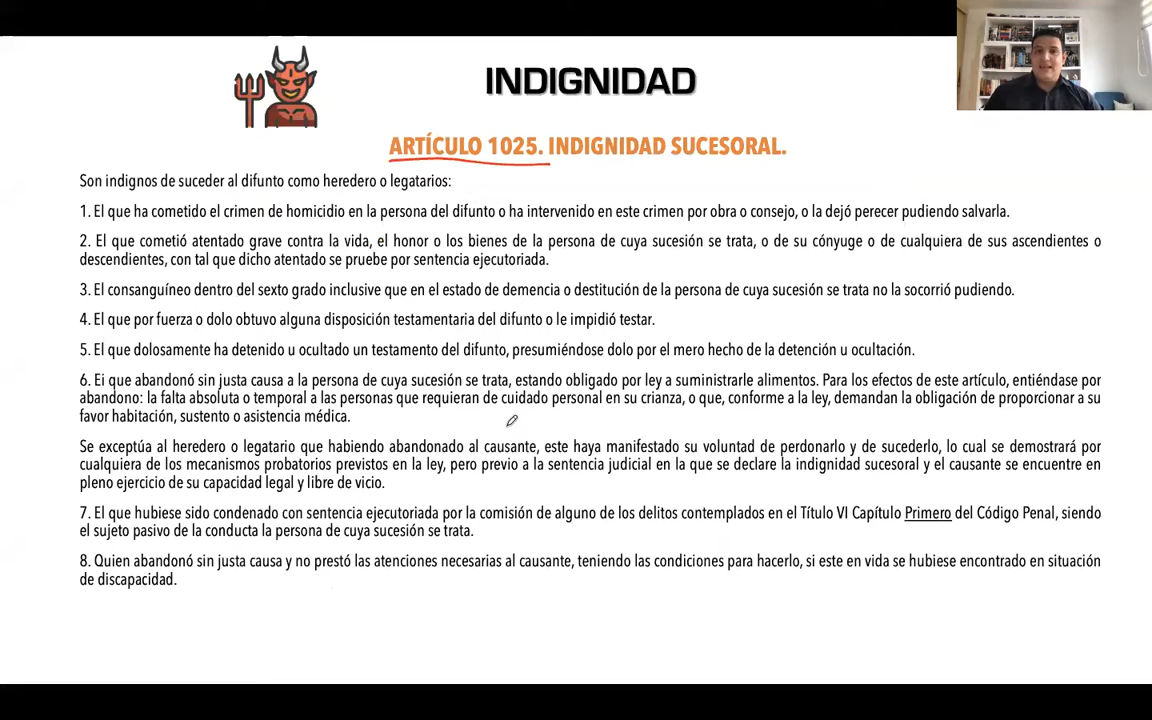 INDIGNIDAD
ARTÍCULO 1025. INDIGNIDAD SUCESORAL.
Son indignos de suceder al difunto como heredero o legatarios:
1. El que ha cometido el crimen de homicidio en la persona del difunto o ha intervenido en este crimen por obra o consejo, o la dejó perecer pudiendo salvarla.
2. El que cometió atentado grave contra la vida, el honor o los bienes de la persona de cuya sucesión se trata, o de su cónyuge o de cualquiera de sus ascendientes o
descendientes, con tal que dicho atentado se pruebe por sentencia ejecutoriada.
3. El consanguíneo dentro del sexto grado inclusive que en el estado de demencia o destitución de la persona de cuya sucesión se trata no la socorrió pudiendo.
4. El que por fuerza o dolo obtuvo alguna disposición testamentaria del difunto o le impidió testar.
5. El que dolosamente ha detenido u ocultado un testamento del difunto, presumiéndose dolo por el mero hecho de la detención u ocultación.
6. Ei que abandonó sin justa causa a la persona de cuya sucesión se trata, estando obligado por ley a suministrarle alimentos. Para los efectos de este artículo, entiéndase por
abandono: la falta absoluta o temporal a las personas que requieran de cuidado personal en su crianza, o que, conforme a la ley, demandan la obligación de proporcionar a su
favor habitación, sustento o asistencia médica.
Se exceptúa al heredero o legatario que habiendo abandonado al causante, este haya manifestado su voluntad de perdonarlo y de sucederlo, lo cual se demostrará por
cualquiera de los mecanismos probatorios previstos en la ley, pero previo a la sentencia judicial en la que se declare la indignidad sucesoral y el causante se encuentre en
pleno ejercicio de su capacidad legal y libre de vicio.
7. El que hubiese sido condenado con sentencia ejecutoriada por la comisión de alguno de los delitos contemplados en el Título VI Capítulo Primero del Código Penal, siendo
el sujeto pasivo de la conducta la persona de cuya sucesión se trata.
8. Quien abandonó sin justa causa y no prestó las atenciones necesarias al causante, teniendo las condiciones para hacerlo, si este en vida se hubiese encontrado en situación
de discapacidad.